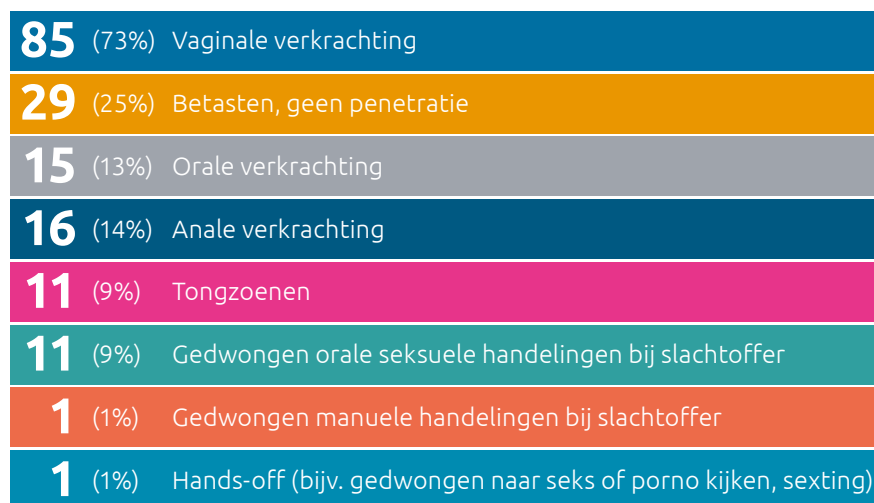 85 (73%) Vaginale verkrachting
29 (25%) Betasten, geen penetratie
15 (13%) Orale verkrachting
16 (14%) Anale verkrachting
11 (9%) Tongzoenen
11 (9%) Gedwongen orale seksuele handelingen bij slachtoffer
1 (1%) Gedwongen manuele handelingen bij slachtoffer
1 (1%) Hands-off (bijv. gedwongen naar seks of porno kijken, sexting)